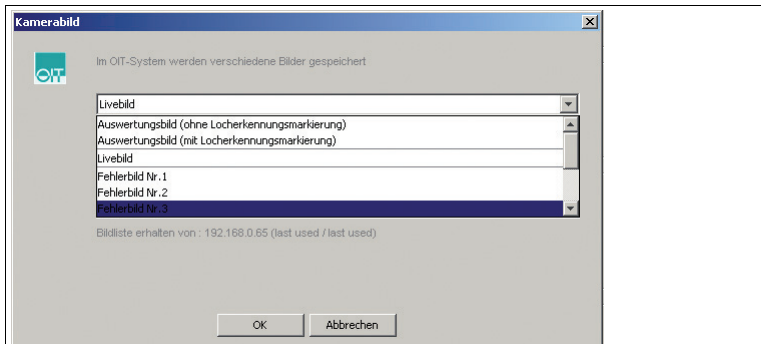 Kamerabild
OIT
Im OIT-System werden verschiedene Bilder gespeichert
Livebild
Auswertungsbild (ohne Locherkennungsmarkierung)
Auswertungsbild (mit Locherkennungsmarkierung)
Livebild
Fehlerbild Nr.1
Fehlerbild Nr.2
Fehlerbild Nr.3
Bildliste erhalten von : 192.168.0.65 (last used / last used)
OK
Abbrechen